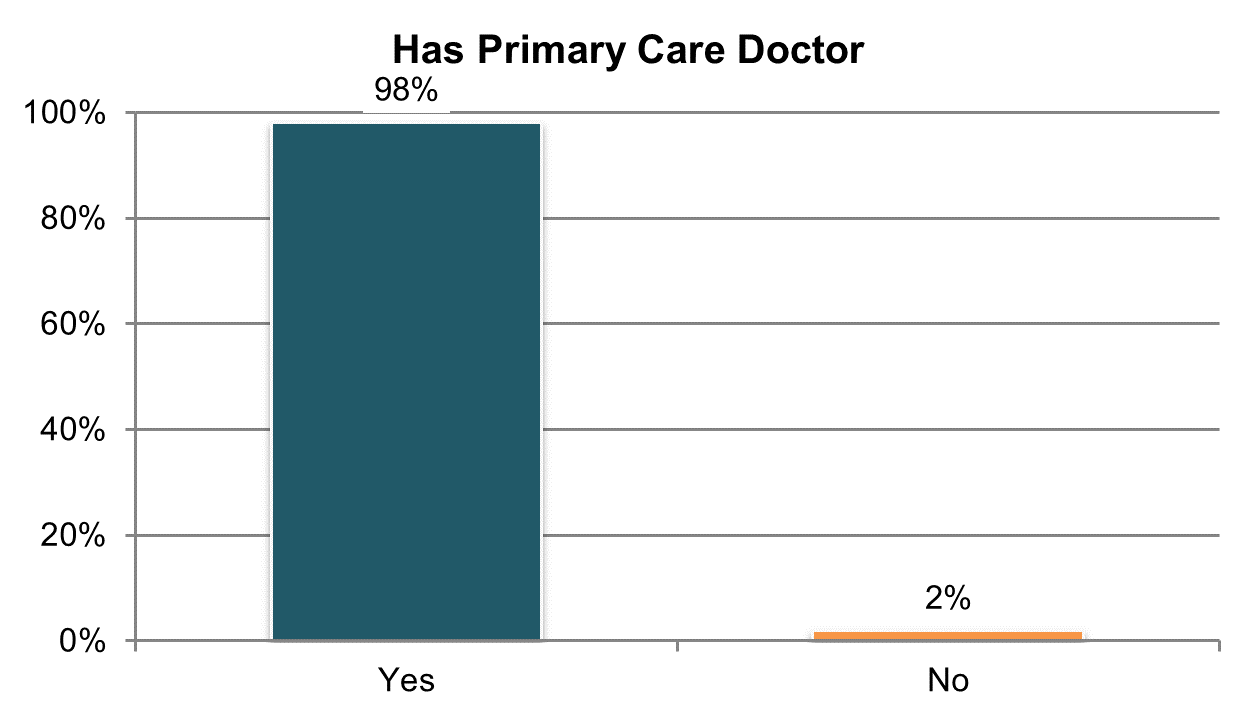 Has Primary Care Doctor
98%
100%
80%
60%
40%
20%
2%
0%
Yes
No